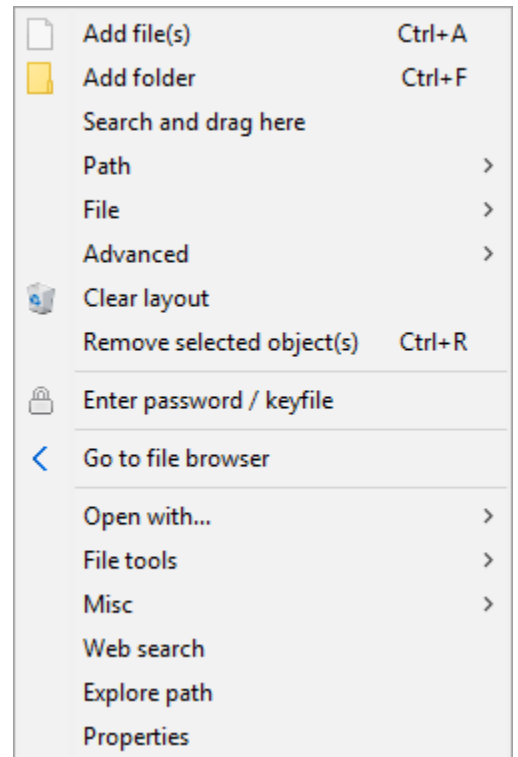 Add file(s) Ctrl+A
Add folder Ctrl+F
Search and drag here
Path
File
Advanced
Clear layout
Remove selected object(s) Ctrl+R
Enter password / keyfile
Go to file browser
Open with...
File tools
Misc
Web search
Explore path
Properties